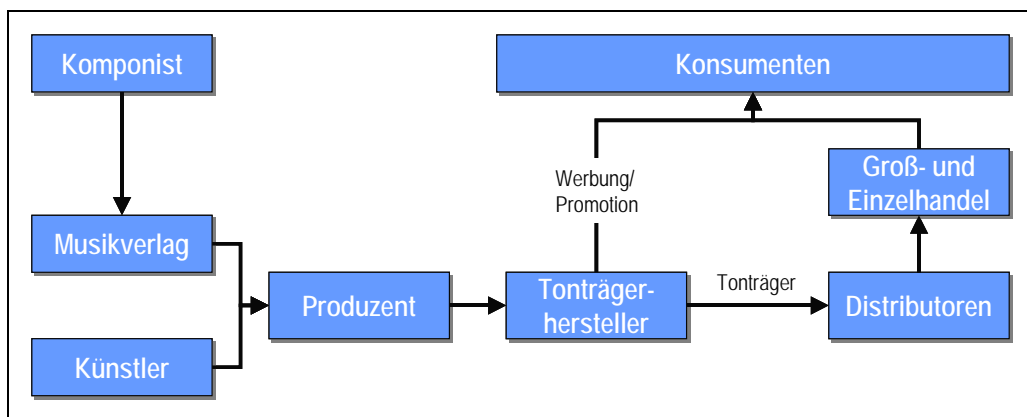 Komponist
Konsumenten
Groß- und
Einzelhandel
Werbung/
Promotion
Musikverlag
Produzent
Tonträger-
hersteller
Tonträger
Distributoren
Künstler